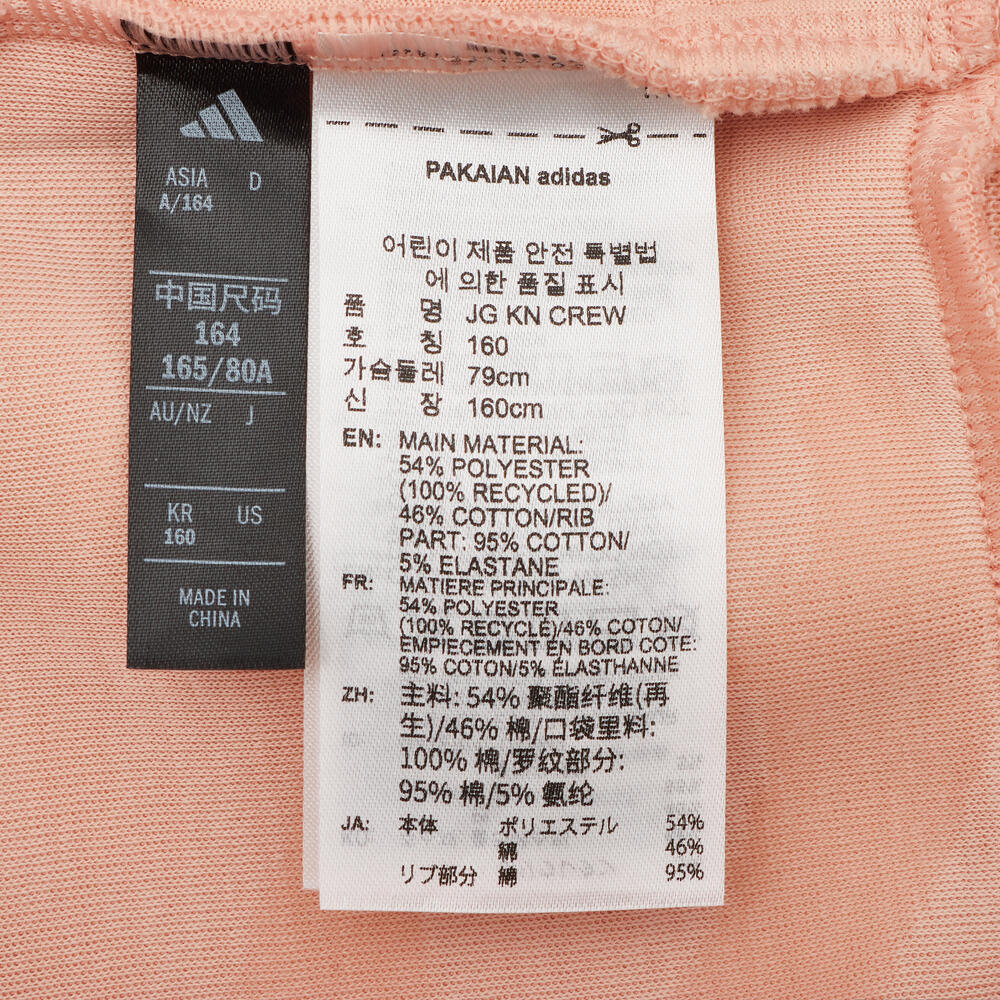 ASIA D
A/164
中国尺码
164
165/80A
AU/NZ J
KR US
160
MADE IN
CHINA
PAKAIAN adidas
어린이 제품 안전 특별법
에 의한 품질 표시
품 명 JG KN CREW
호 칭 160
가슴둘레 79cm
신 장 160cm
EN: MAIN MATERIAL:
54% POLYESTER
(100% RECYCLED)/
46% COTTON/RIB
PART: 95% COTTON/
5% ELASTANE
FR: MATIERE PRINCIPALE:
54% POLYESTER
(100% RECYCLÉ)/46% COTON/
EMPIECEMENT EN BORD COTE:
95% COTON/5% ÉLASTHANNE
ZH: 主料: 54% 聚酯纤维(再
生)/46% 棉/口袋里料:
100% 棉/罗纹部分:
95% 棉/5% 氨纶
JA: 本体 ポリエステル 54%
綿 46%
リブ部分 綿 95%